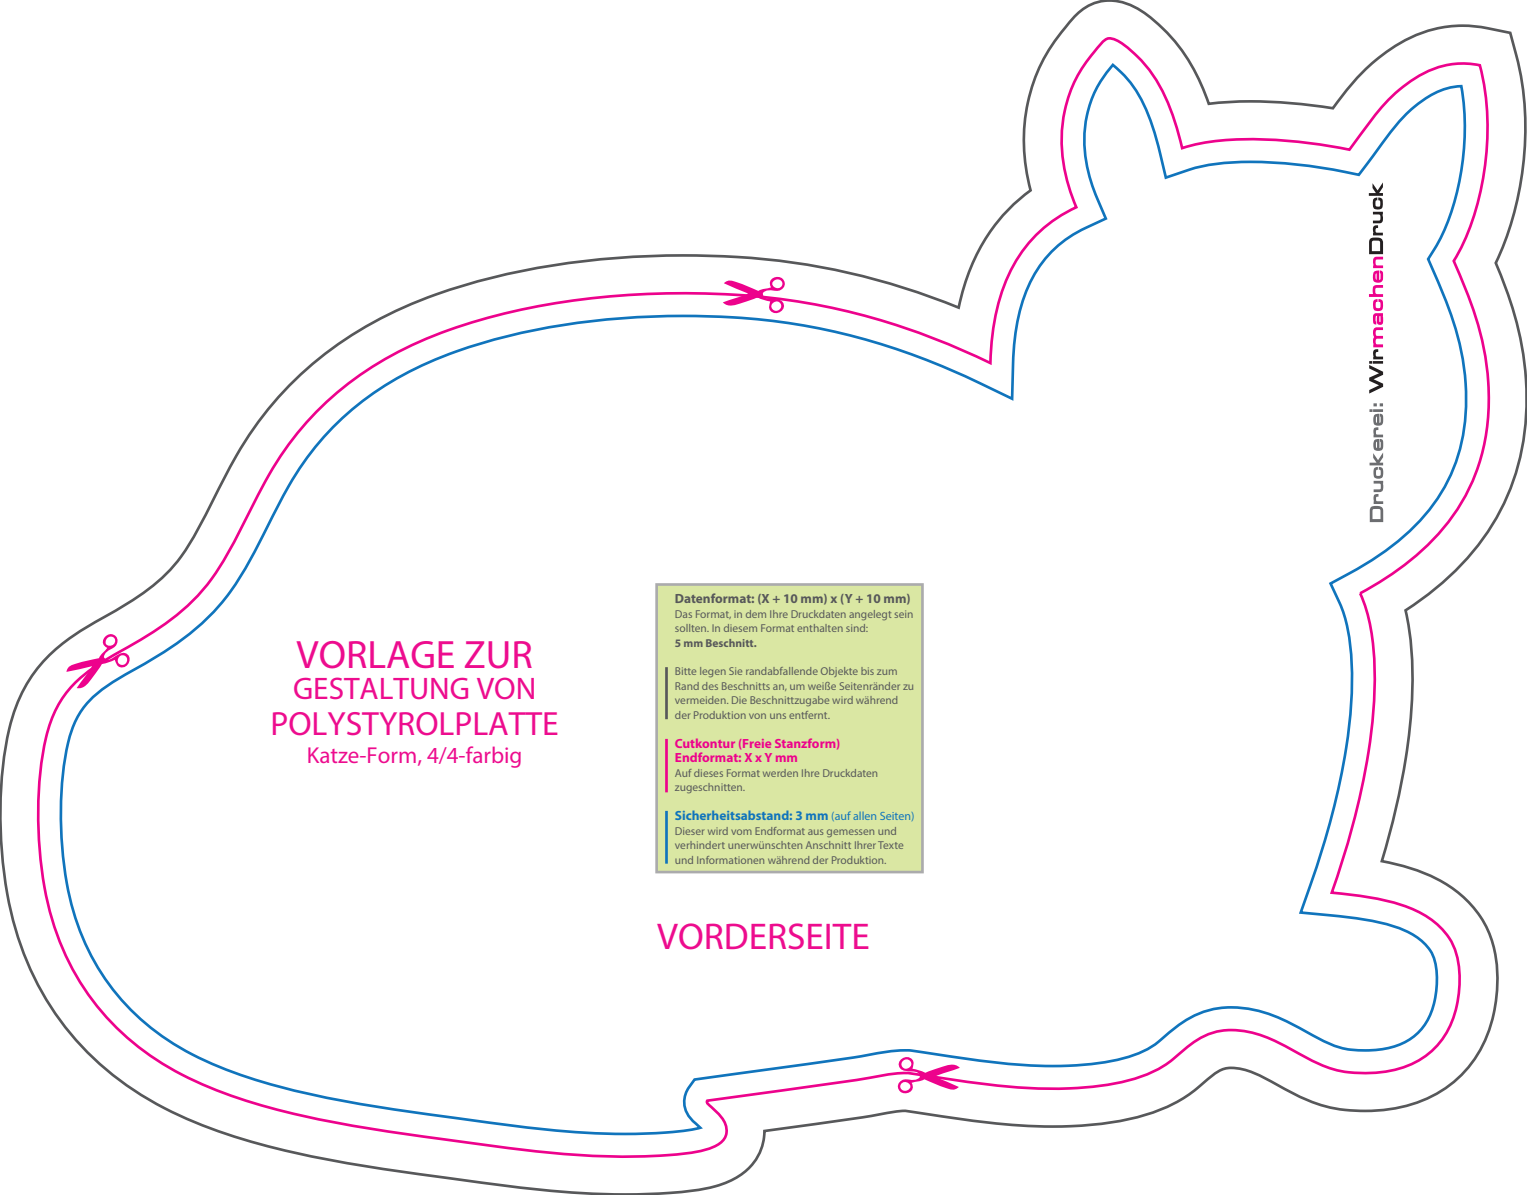 Druckerei: WirmachenDruck
VORLAGE ZUR
GESTALTUNG VON
POLYSTYROLPLATTE
Katze-Form, 4/4-farbig
Datenformat: (X + 10 mm) x (Y + 10 mm)
Das Format, in dem Ihre Druckdaten angelegt sein
sollten. In diesem Format enthalten sind:
5 mm Beschnitt.
Bitte legen Sie randabfallende Objekte bis zum
Rand des Beschnitts an, um weiße Seitenränder zu
vermeiden. Die Beschnittzugabe wird während
der Produktion von uns entfernt.
Cutkontur (Freie Stanzform)
Endformat: X x Y mm
Auf dieses Format werden Ihre Druckdaten
zugeschnitten.
Sicherheitsabstand: 3 mm (auf allen Seiten)
Dieser wird vom Endformat aus gemessen und
verhindert unerwünschten Anschnitt Ihrer Texte
und Informationen während der Produktion.
VORDERSEITE